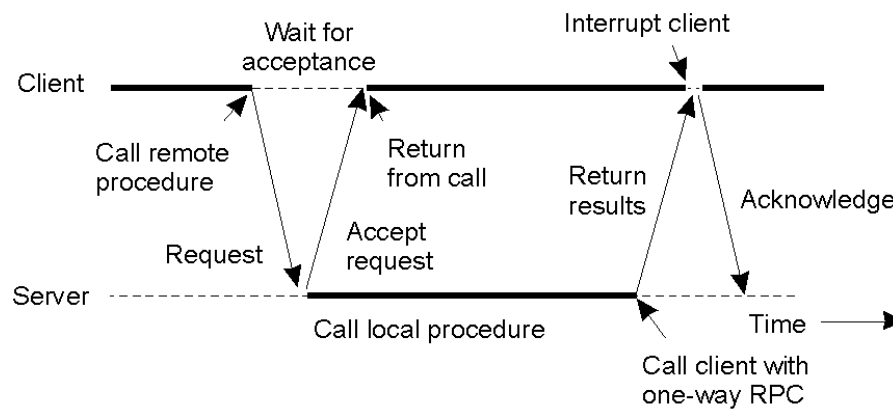 Interrupt client
Wait for
acceptance
Client
Call remote
procedure
Return
from call
Return
results
Acknowledge
Request
Accept
request
Server
Call local procedure
Time
Call client with
one-way RPC